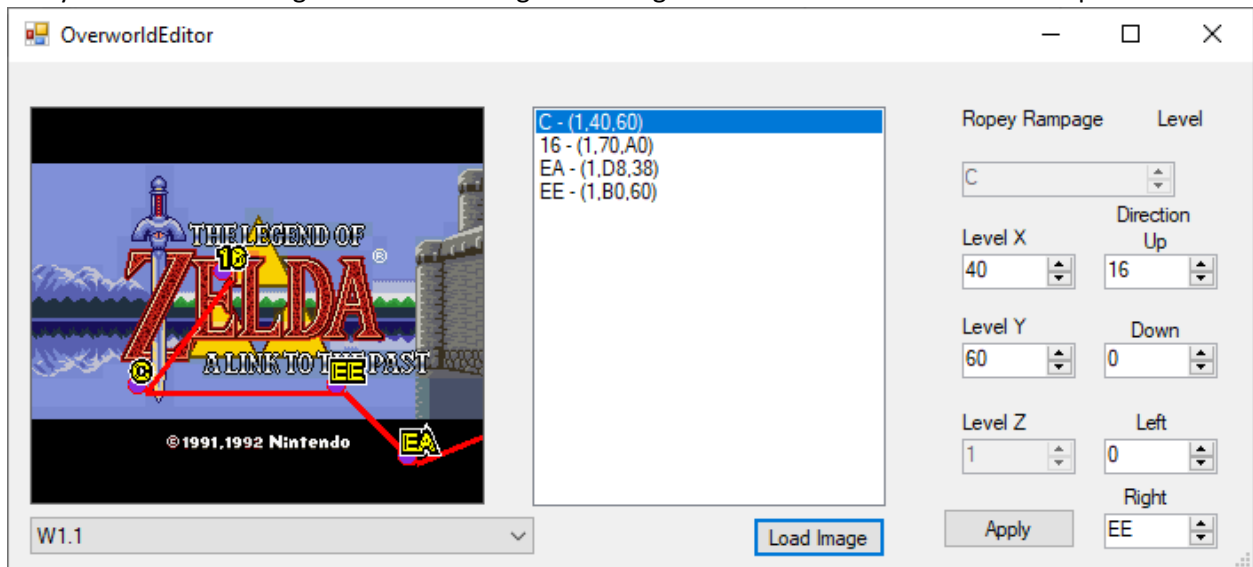 OverworldEditor
C - (1,40,60)
16 - (1,70,A0)
EA - (1,D8,38)
EE - (1,B0,60)
THE LEGEND OF
ZELDA®
A LINK TO THE PAST
©1991,1992 Nintendo
16
C
EE
EA
W1.1
Load Image
Ropey Rampage Level
C
Level X
40
Direction
Up
16
Level Y
60
Down
0
Level Z
1
Left
0
Right
EE
Apply